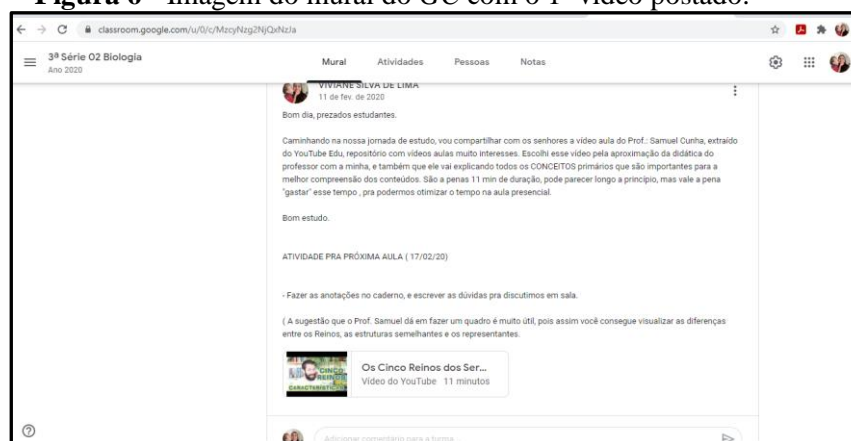 Figura 6 - Imagem do mural do GC com o 1º vídeo postado.
classroom.google.com/u/0/c/MzcyNzg2NjQxNzJa
3ª Série 02 Biologia
Ano 2020
Mural Atividades Pessoas Notas
VIVIANE SILVA DE LIMA
11 de fev. de 2020
Bom dia, prezados estudantes.
Caminhando na nossa jornada de estudo, vou compartilhar com os senhores a vídeo aula do Prof.: Samuel Cunha, extraído
do YouTube Edu, repositório com vídeos aulas muito interesses. Escolhi esse vídeo pela aproximação da didática do
professor com a minha, e também que ele vai explicando todos os CONCEITOS primários que são importantes para a
melhor compreensão dos conteúdos. São a penas 11 min de duração, pode parecer longo a princípio, mas vale a pena
"gastar" esse tempo , pra podermos otimizar o tempo na aula presencial.
Bom estudo.
ATIVIDADE PRA PRÓXIMA AULA ( 17/02/20)
- Fazer as anotações no caderno, e escrever as dúvidas pra discutimos em sala.
( A sugestão que o Prof. Samuel dá em fazer um quadro é muito útil, pois assim você consegue visualizar as diferenças
entre os Reinos, as estruturas semelhantes e os representantes.
CINCO
REINOS
Os Cinco Reinos dos Ser...
Vídeo do YouTube 11 minutos
Adicionar comentário para a turma